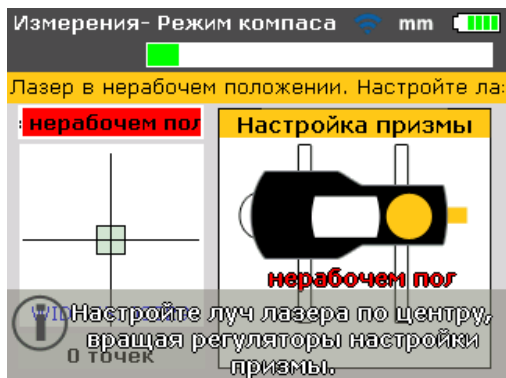 Измерения- Режим компаса mm
Лазер в нерабочем положении. Настройте ла
нерабочем пол
Настройка призмы
нерабочем пол
Настройте луч лазера по центру,
вращая регуляторы настройки
призмы.
0 точек